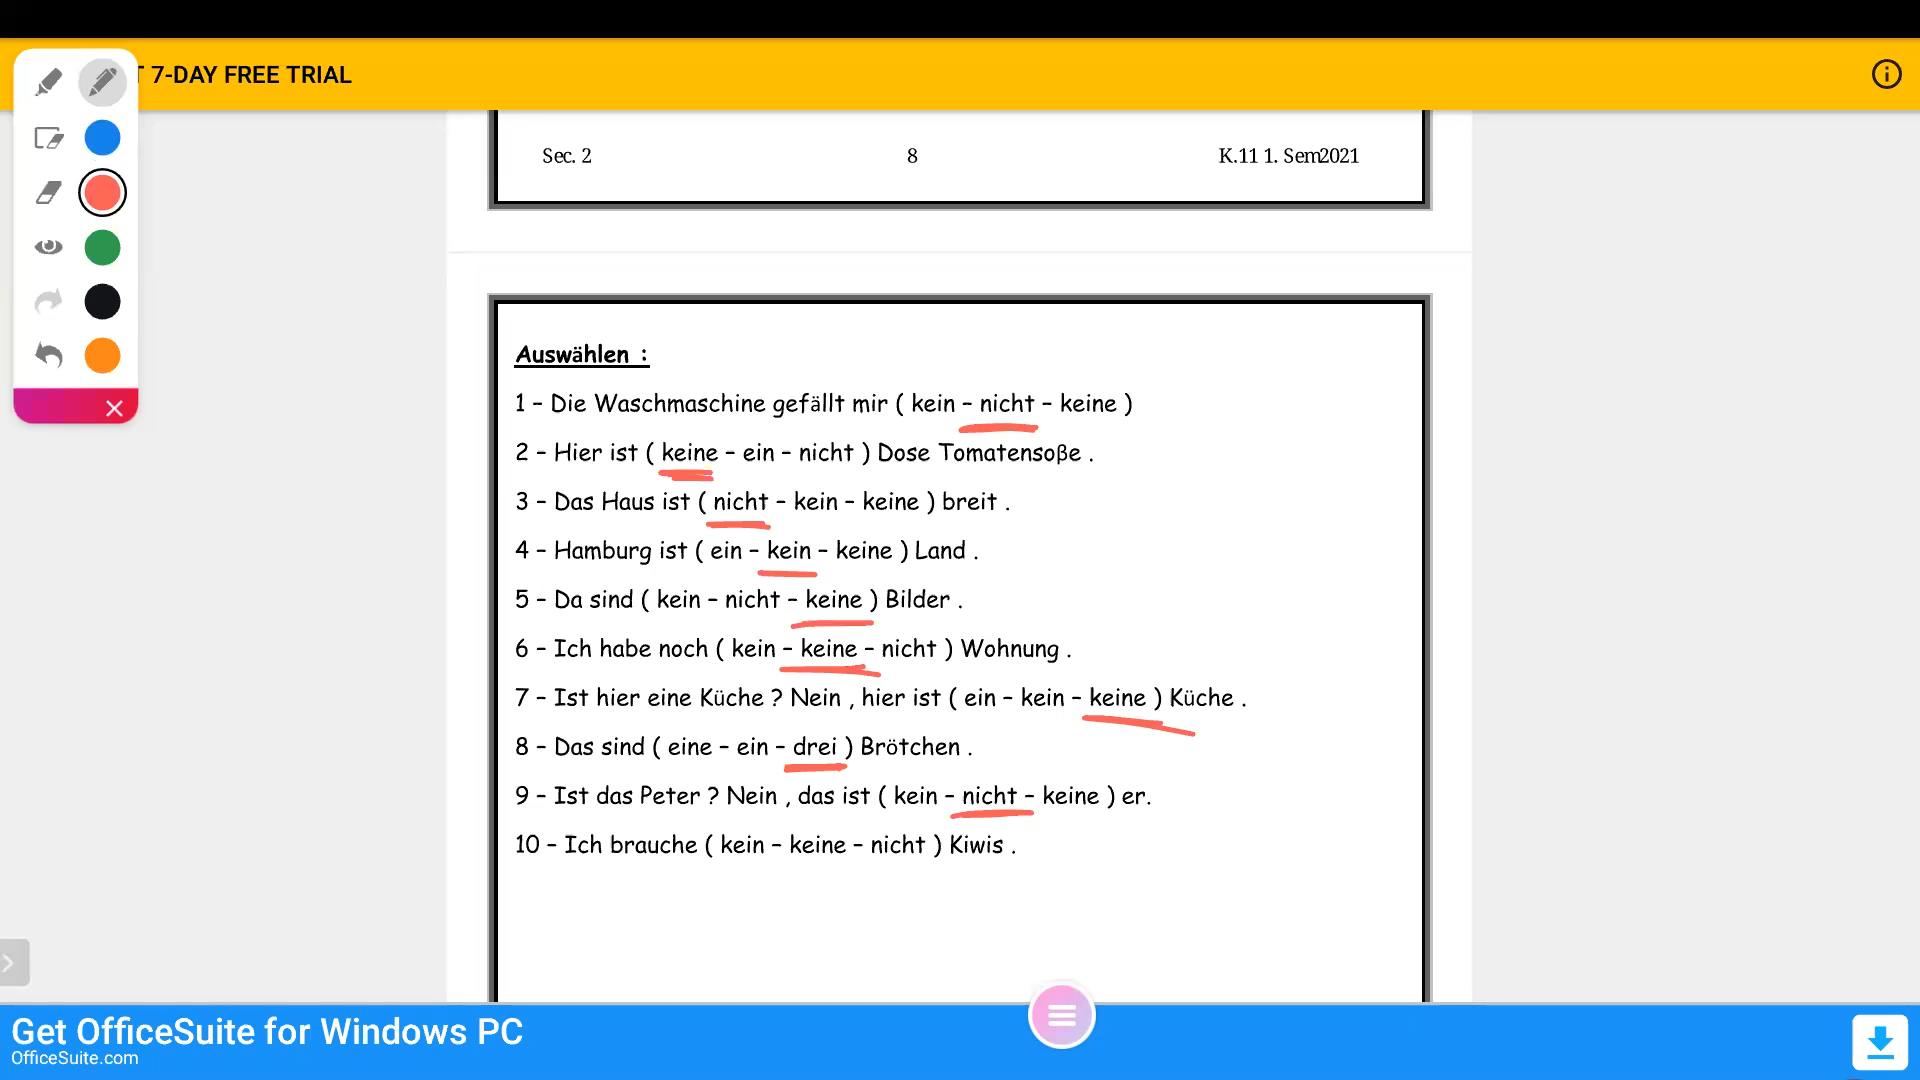 T 7-DAY FREE TRIAL
Sec. 2 8 K.11 1. Sem2021
Auswählen :
1 – Die Waschmaschine gefällt mir ( kein – nicht – keine )
2 – Hier ist ( keine – ein – nicht ) Dose Tomatensoße .
3 – Das Haus ist ( nicht – kein – keine ) breit .
4 – Hamburg ist ( ein – kein – keine ) Land .
5 – Da sind ( kein – nicht – keine ) Bilder .
6 – Ich habe noch ( kein – keine – nicht ) Wohnung .
7 – Ist hier eine Küche ? Nein , hier ist ( ein – kein – keine ) Küche .
8 – Das sind ( eine – ein – drei ) Brötchen .
9 – Ist das Peter ? Nein , das ist ( kein – nicht – keine ) er.
10 – Ich brauche ( kein – keine – nicht ) Kiwis .
Get OfficeSuite for Windows PC
OfficeSuite.com